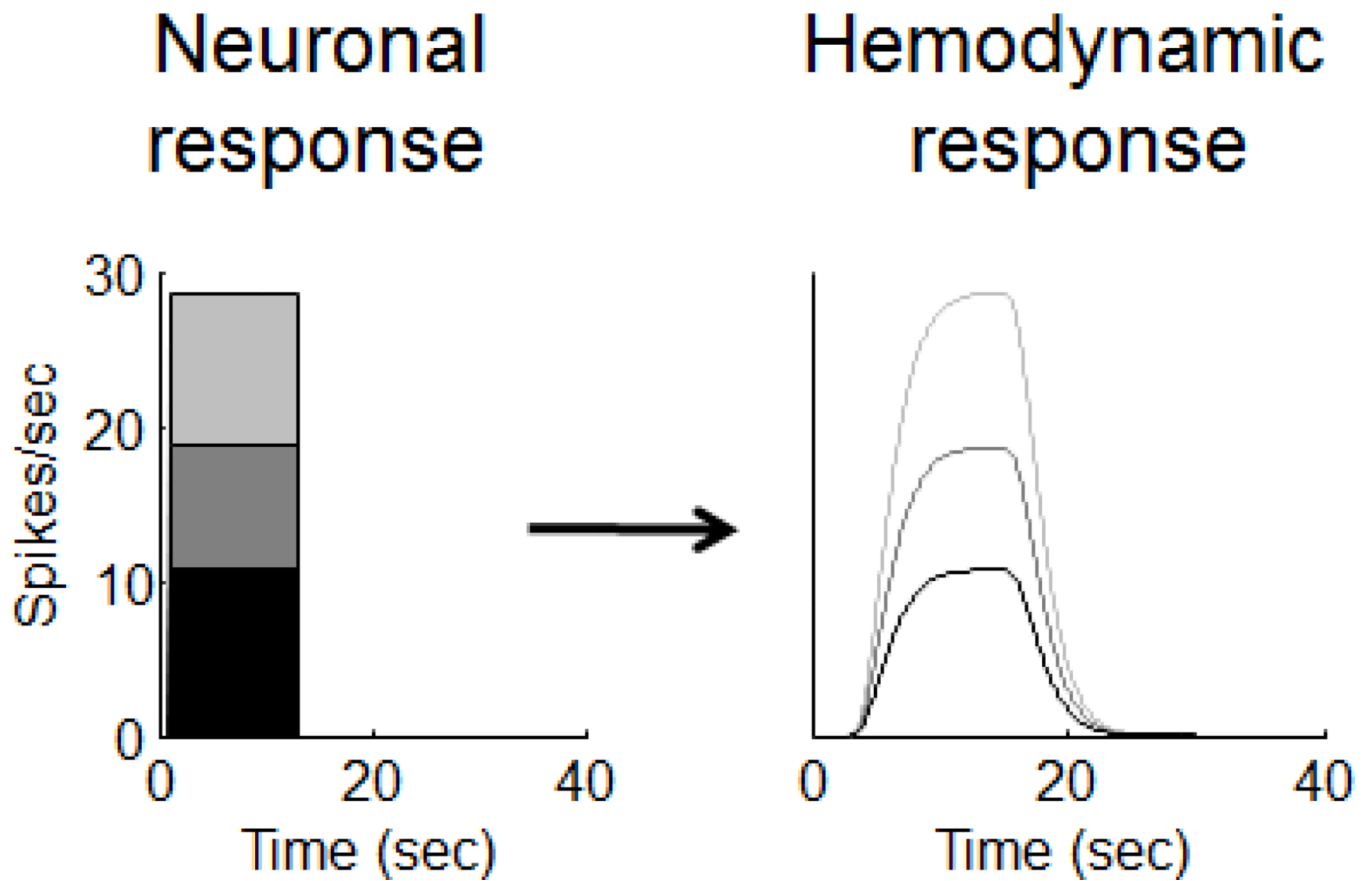 Neuronal
response
Hemodynamic
response
Spikes/sec
30
20
10
0
0 20 40
Time (sec)
0 20 40
Time (sec)